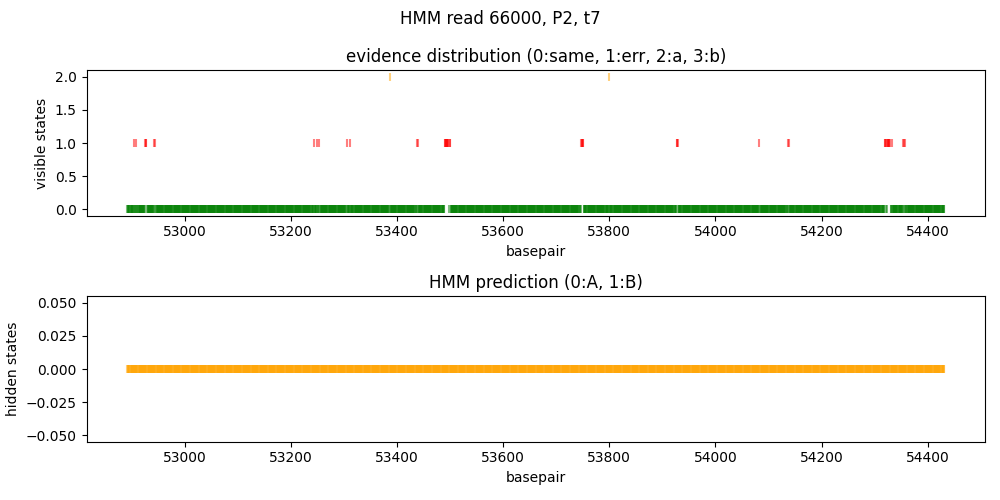 HMM read 66000, P2, t7
evidence distribution (0:same, 1:err, 2:a, 3:b)
visible states
2.0
1.5
1.0
0.5
0.0
53000 53200 53400 53600 53800 54000 54200 54400
basepair
HMM prediction (0:A, 1:B)
hidden states
0.050
0.025
0.000
−0.025
−0.050
53000 53200 53400 53600 53800 54000 54200 54400
basepair